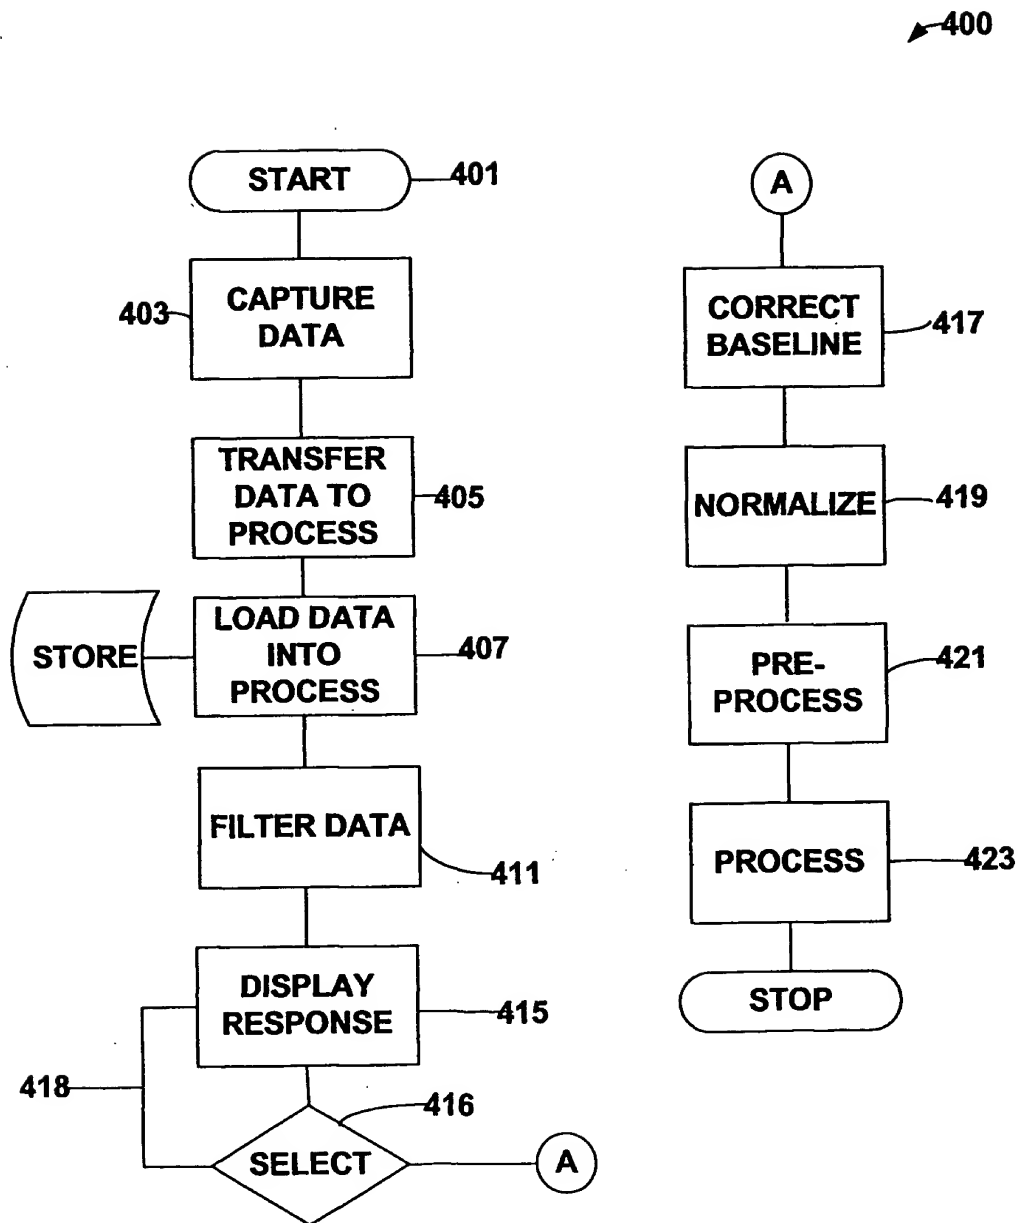 400
START
401
CAPTURE
DATA
403
TRANSFER
DATA TO
PROCESS
405
STORE
LOAD DATA
INTO
PROCESS
407
FILTER DATA
411
DISPLAY
RESPONSE
415
418
416
SELECT
A
A
CORRECT
BASELINE
417
NORMALIZE
419
PRE-
PROCESS
421
PROCESS
423
STOP